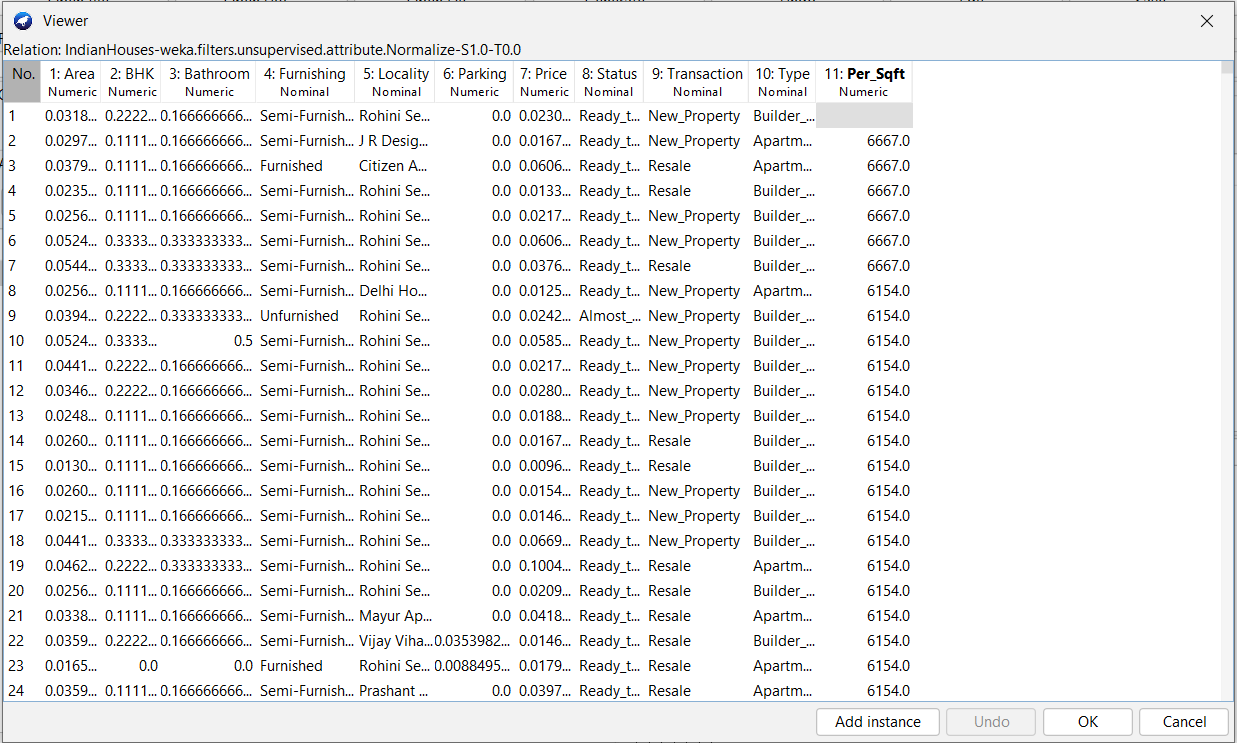 Viewer
Relation: IndianHouses-weka.filters.unsupervised.attribute.Normalize-S1.0-T0.0
No. 1: Area 2: BHK 3: Bathroom 4: Furnishing 5: Locality 6: Parking 7: Price 8: Status 9: Transaction 10: Type 11: Per_Sqft
Numeric Numeric Numeric Nominal Nominal Numeric Numeric Nominal Nominal Nominal Numeric
1 0.0318... 0.2222... 0.166666666... Semi-Furnish... Rohini Se... 0.0 0.0230... Ready_t... New_Property Builder_...
2 0.0297... 0.1111... 0.166666666... Semi-Furnish... J R Desig... 0.0 0.0167... Ready_t... New_Property Apartm... 6667.0
3 0.0379... 0.1111... 0.166666666... Furnished Citizen A... 0.0 0.0606... Ready_t... Resale Apartm... 6667.0
4 0.0235... 0.1111... 0.166666666... Semi-Furnish... Rohini Se... 0.0 0.0133... Ready_t... Resale Builder_... 6667.0
5 0.0256... 0.1111... 0.166666666... Semi-Furnish... Rohini Se... 0.0 0.0217... Ready_t... New_Property Builder_... 6667.0
6 0.0524... 0.3333... 0.333333333... Semi-Furnish... Rohini Se... 0.0 0.0606... Ready_t... New_Property Builder_... 6667.0
7 0.0544... 0.3333... 0.333333333... Semi-Furnish... Rohini Se... 0.0 0.0376... Ready_t... Resale Builder_... 6667.0
8 0.0256... 0.1111... 0.166666666... Semi-Furnish... Delhi Ho... 0.0 0.0125... Ready_t... New_Property Apartm... 6154.0
9 0.0394... 0.2222... 0.333333333... Unfurnished Rohini Se... 0.0 0.0242... Almost_... New_Property Builder_... 6154.0
10 0.0524... 0.3333... 0.5 Semi-Furnish... Rohini Se... 0.0 0.0585... Ready_t... New_Property Builder_... 6154.0
11 0.0441... 0.2222... 0.166666666... Semi-Furnish... Rohini Se... 0.0 0.0217... Ready_t... New_Property Builder_... 6154.0
12 0.0346... 0.2222... 0.166666666... Semi-Furnish... Rohini Se... 0.0 0.0280... Ready_t... New_Property Builder_... 6154.0
13 0.0248... 0.1111... 0.166666666... Semi-Furnish... Rohini Se... 0.0 0.0188... Ready_t... New_Property Builder_... 6154.0
14 0.0260... 0.1111... 0.166666666... Semi-Furnish... Rohini Se... 0.0 0.0167... Ready_t... Resale Builder_... 6154.0
15 0.0130... 0.1111... 0.166666666... Semi-Furnish... Rohini Se... 0.0 0.0096... Ready_t... Resale Builder_... 6154.0
16 0.0260... 0.1111... 0.166666666... Semi-Furnish... Rohini Se... 0.0 0.0154... Ready_t... New_Property Builder_... 6154.0
17 0.0215... 0.1111... 0.166666666... Semi-Furnish... Rohini Se... 0.0 0.0146... Ready_t... New_Property Builder_... 6154.0
18 0.0441... 0.3333... 0.333333333... Semi-Furnish... Rohini Se... 0.0 0.0669... Ready_t... New_Property Builder_... 6154.0
19 0.0462... 0.2222... 0.333333333... Semi-Furnish... Rohini Se... 0.0 0.1004... Ready_t... Resale Apartm... 6154.0
20 0.0256... 0.1111... 0.166666666... Semi-Furnish... Rohini Se... 0.0 0.0209... Ready_t... Resale Builder_... 6154.0
21 0.0338... 0.1111... 0.166666666... Semi-Furnish... Mayur Ap... 0.0 0.0418... Ready_t... Resale Apartm... 6154.0
22 0.0359... 0.2222... 0.166666666... Semi-Furnish... Vijay Viha... 0.0353982... 0.0146... Ready_t... Resale Builder_... 6154.0
23 0.0165... 0.0 0.0 Furnished Rohini Se... 0.0088495... 0.0179... Ready_t... Resale Apartm... 6154.0
24 0.0359... 0.1111... 0.166666666... Semi-Furnish... Prashant ... 0.0 0.0397... Ready_t... Resale Apartm... 6154.0
Add instance Undo OK Cancel